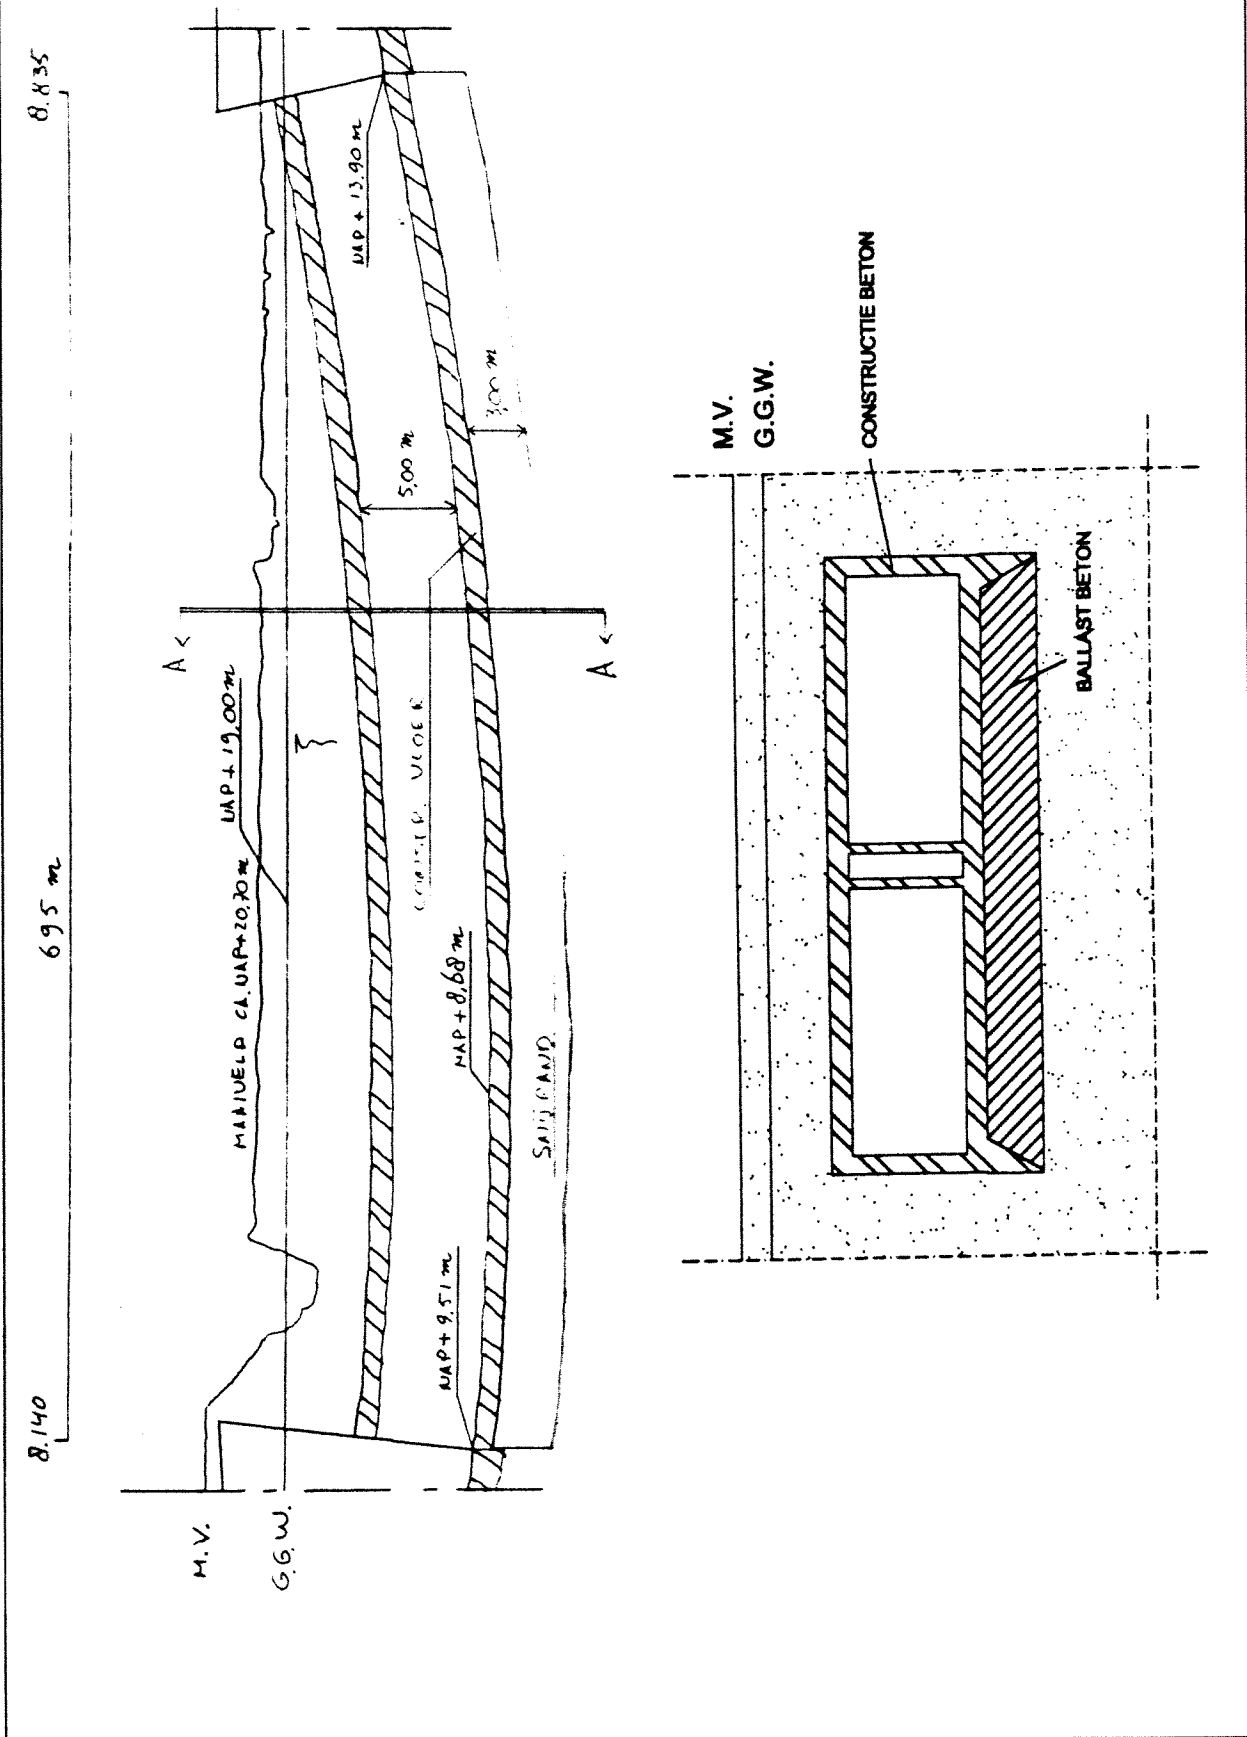 8.140
695 m
8.835
M.V.
G.G.W.
MAAIVELD CA. NAP+20,70 m
NAP + 19,00 m
A
A
NAP + 13.90 m
5,00 m
3,00 m
VLOER
NAP + 8,68 m
NAP + 9,51 m
M.V.
G.G.W.
CONSTRUCTIE BETON
BALLAST BETON